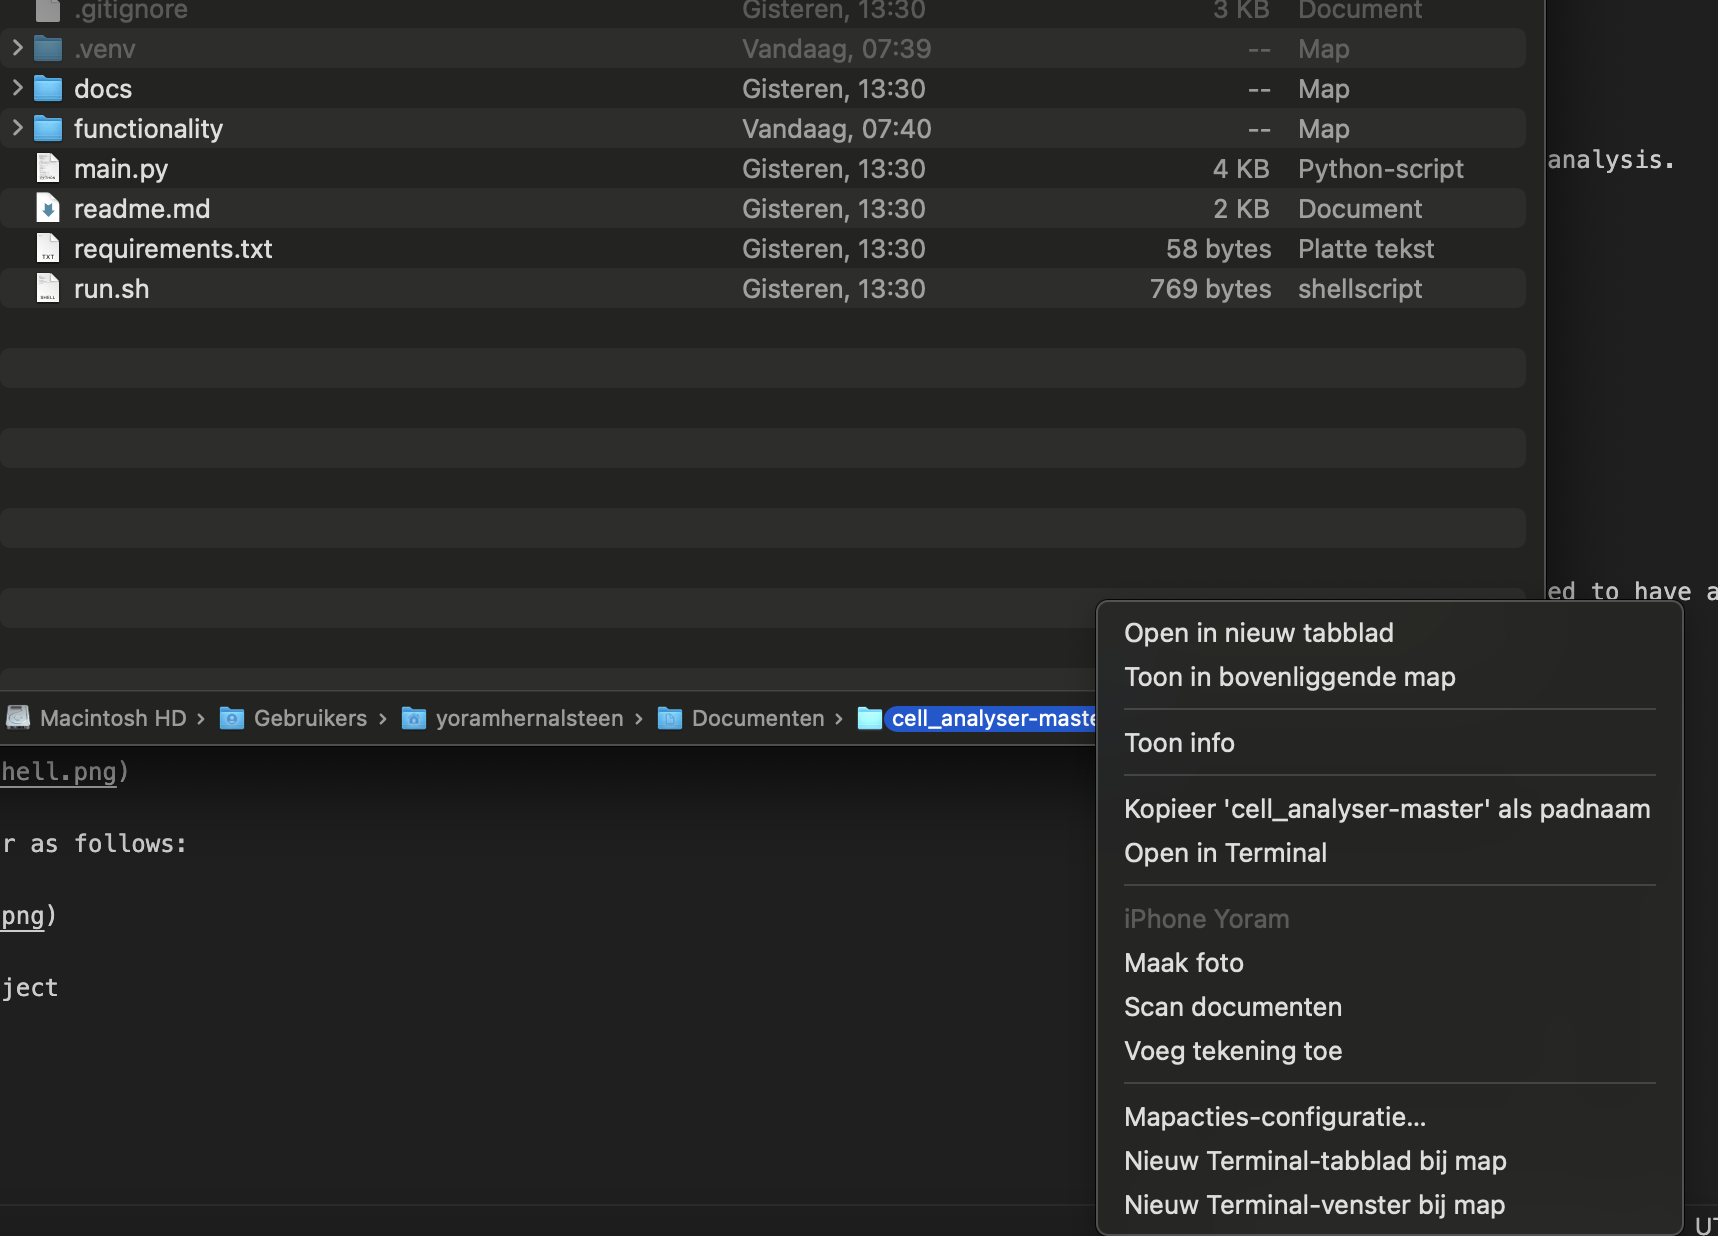 .gitignore Gisteren, 13:30 3 KB Document
.venv Vandaag, 07:39 -- Map
docs Gisteren, 13:30 -- Map
functionality Vandaag, 07:40 -- Map
main.py Gisteren, 13:30 4 KB Python-script
analysis.
readme.md Gisteren, 13:30 2 KB Document
requirements.txt Gisteren, 13:30 58 bytes Platte tekst
run.sh Gisteren, 13:30 769 bytes shellscript
ed to have a
Macintosh HD › Gebruikers › yoramhernalsteen › Documenten › cell_analyser-maste
hell.png)
r as follows:
png)
ject
Open in nieuw tabblad
Toon in bovenliggende map
Toon info
Kopieer 'cell_analyser-master' als padnaam
Open in Terminal
iPhone Yoram
Maak foto
Scan documenten
Voeg tekening toe
Mapacties-configuratie...
Nieuw Terminal-tabblad bij map
Nieuw Terminal-venster bij map